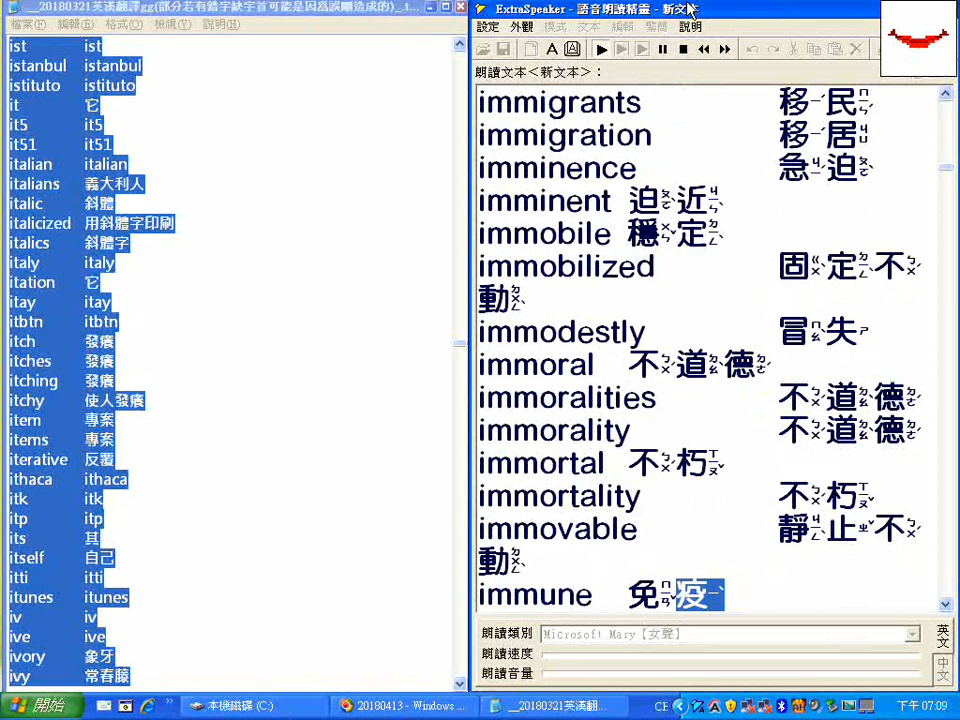 __20180321英漢翻譯gg(部分若有錯字缺字首可能是因為誤刪造成的)_t...
檔案(F) 編輯(E) 格式(O) 檢視(V) 說明(H)
ist ist
istanbul istanbul
istituto istituto
it 它
it5 it5
it51 it51
italian italian
italians 義大利人
italic 斜體
italicized 用斜體字印刷
italics 斜體字
italy italy
itation 它
itay itay
itbtn itbtn
itch 發癢
itches 發癢
itching 發癢
itchy 使人發癢
item 專案
items 專案
iterative 反覆
ithaca ithaca
itk itk
itp itp
its 其
itself 自己
itti itti
itunes itunes
iv iv
ive ive
ivory 象牙
ivy 常春藤
ExtraSpeaker - 語音朗讀精靈 - 新文本
設定 外觀 模式 文本 編輯 繁簡 說明
朗讀文本<新文本>:
immigrants 移民
immigration 移居
imminence 急迫
imminent 迫近
immobile 穩定
immobilized 固定不
動
immodestly 冒失
immoral 不道德
immoralities 不道德
immorality 不道德
immortal 不朽
immortality 不朽
immovable 靜止不
動
immune 免疫
朗讀類別 Microsoft Mary【女聲】
朗讀速度
朗讀音量
英文
中文
開始 本機磁碟 (C:) 20180413 - Windows ... __20180321英漢翻... CE 下午 07:09